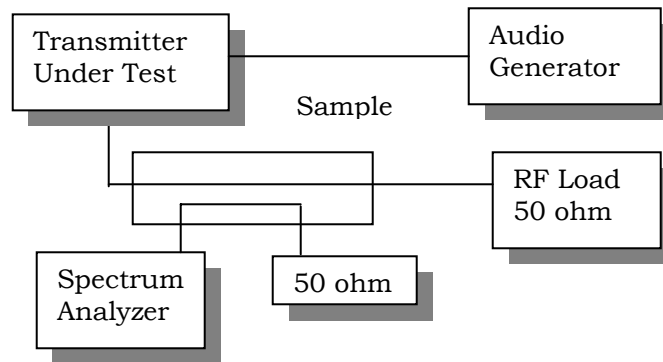 Transmitter
Under Test
Audio
Generator
Sample
RF Load
50 ohm
Spectrum
Analyzer
50 ohm